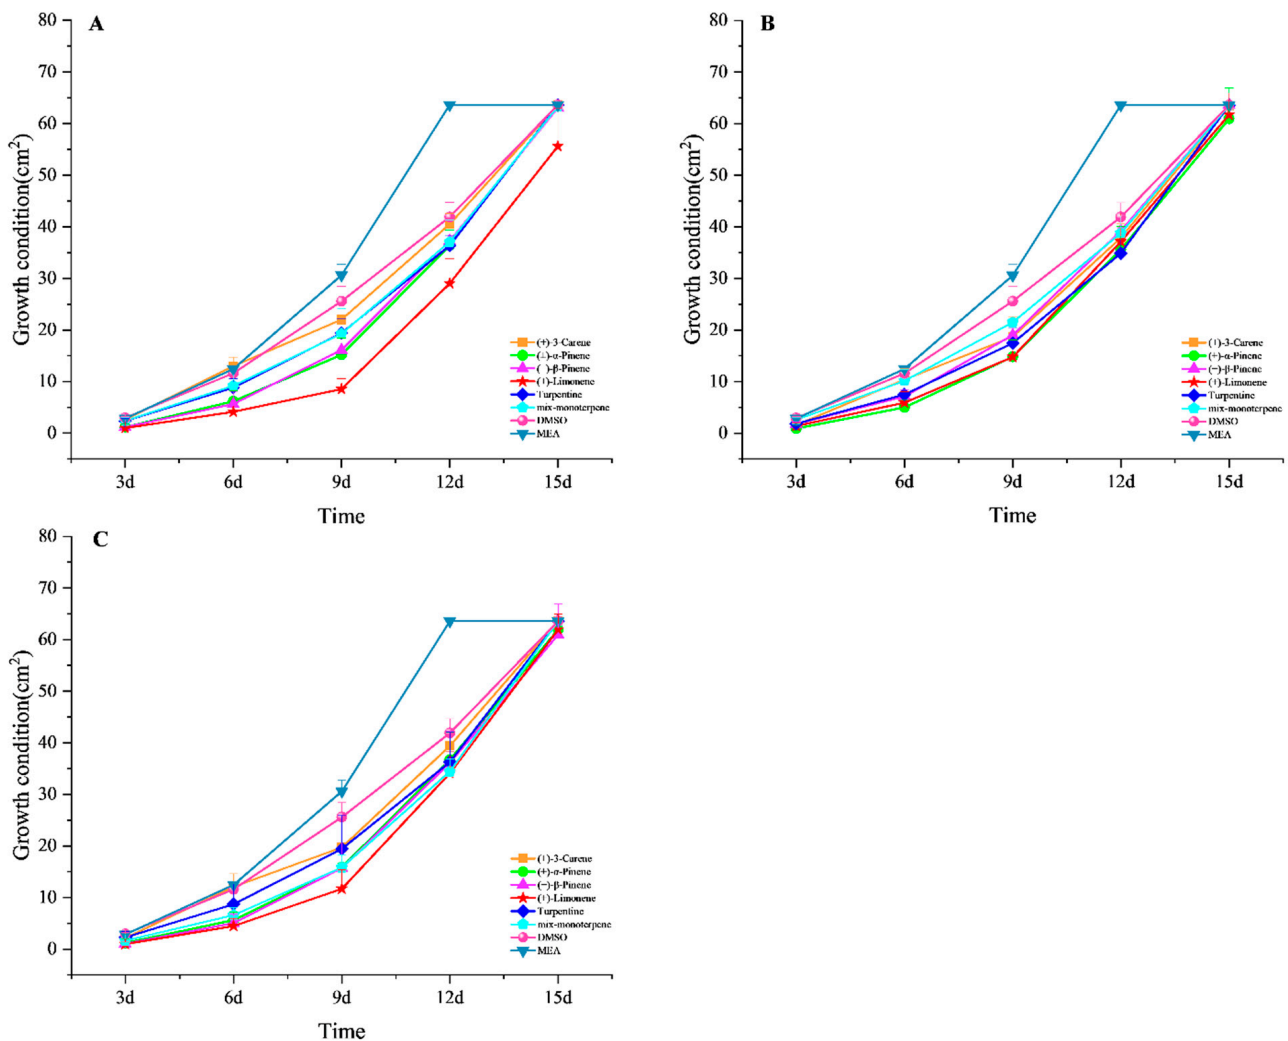 A
80
70
60
50
40
30
20
10
0
Growth condition(cm²)
(+)-3-Carene
(+)-α-Pinene
(−)-β-Pinene
(+)-Limonene
Turpentine
mix-monoterpene
DMSO
MEA
3d 6d 9d 12d 15d
Time
B
80
70
60
50
40
30
20
10
0
Growth condition(cm²)
(+)-3-Carene
(+)-α-Pinene
(−)-β-Pinene
(+)-Limonene
Turpentine
mix-monoterpene
DMSO
MEA
3d 6d 9d 12d 15d
Time
C
80
70
60
50
40
30
20
10
0
Growth condition(cm²)
(+)-3-Carene
(+)-α-Pinene
(−)-β-Pinene
(+)-Limonene
Turpentine
mix-monoterpene
DMSO
MEA
3d 6d 9d 12d 15d
Time